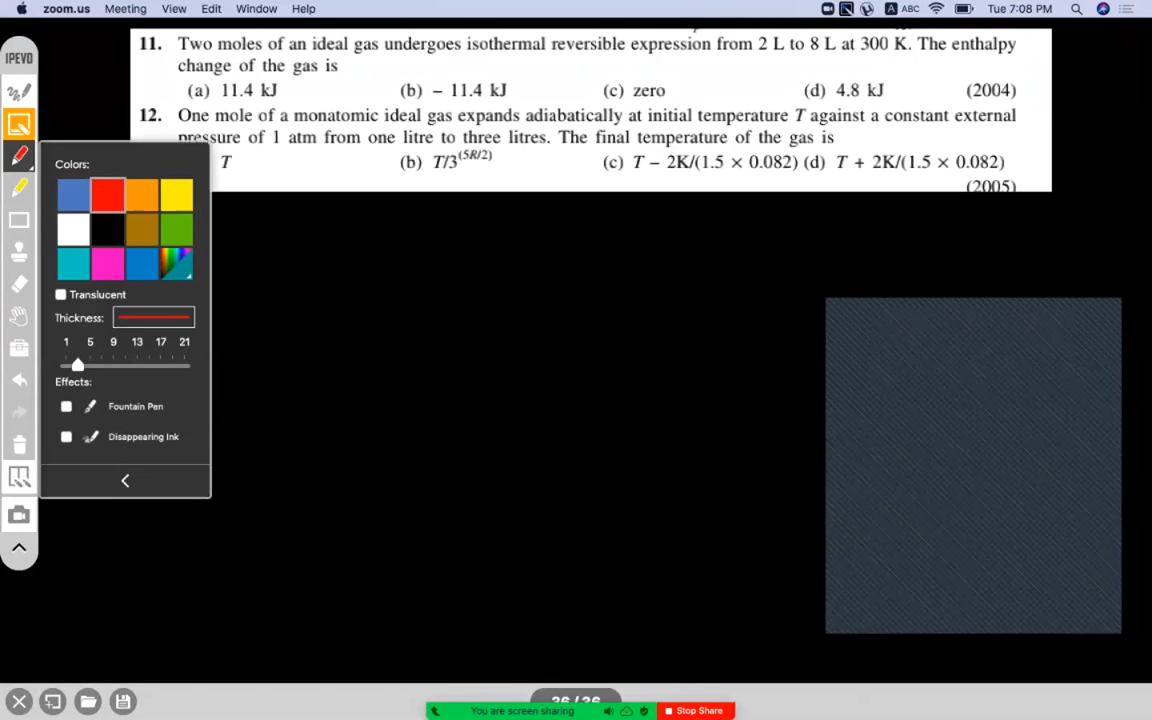 zoom.us Meeting View Edit Window Help A ABC Tue 7:08 PM
IPEVO
11. Two moles of an ideal gas undergoes isothermal reversible expression from 2 L to 8 L at 300 K. The enthalpy
change of the gas is
(a) 11.4 kJ (b) – 11.4 kJ (c) zero (d) 4.8 kJ (2004)
12. One mole of a monatomic ideal gas expands adiabatically at initial temperature T against a constant external
pressure of 1 atm from one litre to three litres. The final temperature of the gas is
T (b) T/3^(5R/2) (c) T – 2K/(1.5 × 0.082) (d) T + 2K/(1.5 × 0.082)
(2005)
Colors:
Translucent
Thickness:
1 5 9 13 17 21
Effects:
Fountain Pen
Disappearing Ink
36/36
You are screen sharing Stop Share